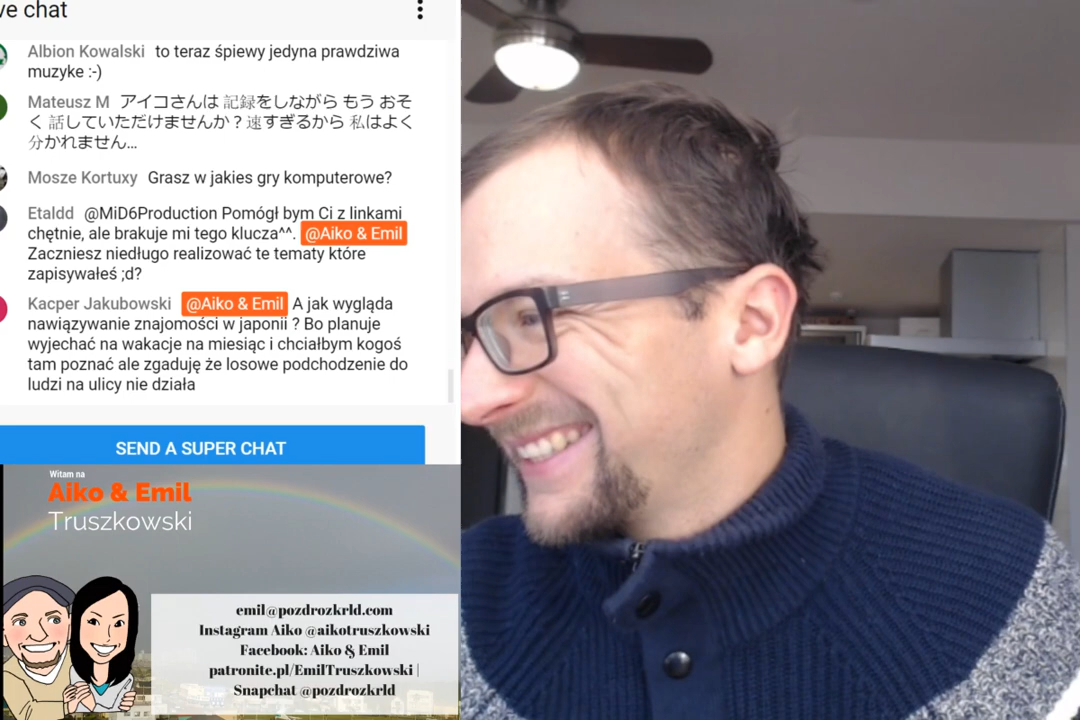 ve chat
Albion Kowalski to teraz śpiewy jedyna prawdziwa
muzyke :-)
Mateusz M アイコさんは 記録をしながら もう おそ
く 話していただけませんか？速すぎるから 私はよく
分かれません...
Mosze Kortuxy Grasz w jakies gry komputerowe?
Etaldd @MiD6Production Pomógł bym Ci z linkami
chętnie, ale brakuje mi tego klucza^^. @Aiko & Emil
Zaczniesz niedługo realizować te tematy które
zapisywałeś ;d?
Kacper Jakubowski @Aiko & Emil A jak wygląda
nawiązywanie znajomości w japonii ? Bo planuje
wyjechać na wakacje na miesiąc i chciałbym kogoś
tam poznać ale zgaduję że losowe podchodzenie do
ludzi na ulicy nie działa
SEND A SUPER CHAT
Witam na
Aiko & Emil
Truszkowski
emil@pozdrozkrld.com
Instagram Aiko @aikotruszkowski
Facebook: Aiko & Emil
patronite.pl/EmilTruszkowski |
Snapchat @pozdrozkrld